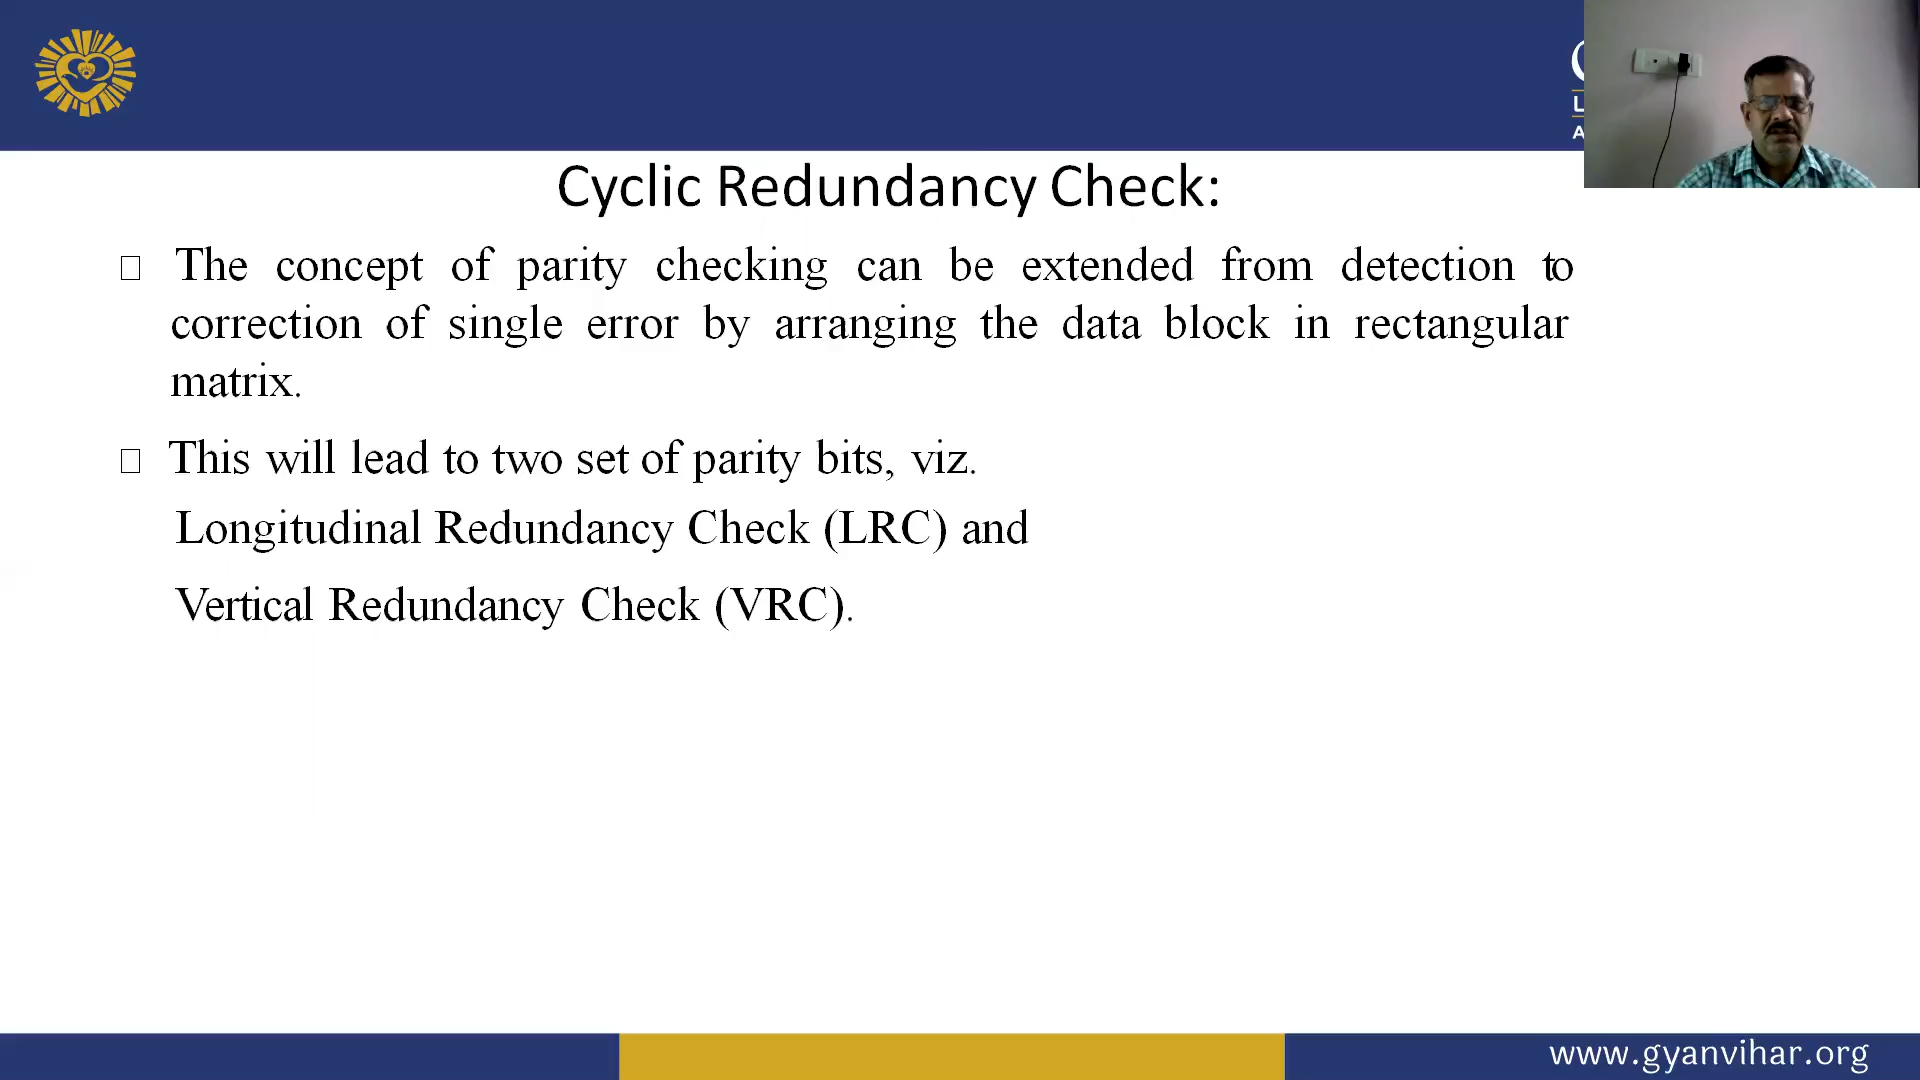 Cyclic Redundancy Check:
The concept of parity checking can be extended from detection to
correction of single error by arranging the data block in rectangular
matrix.
This will lead to two set of parity bits, viz.
Longitudinal Redundancy Check (LRC) and
Vertical Redundancy Check (VRC).
www.gyanvihar.org